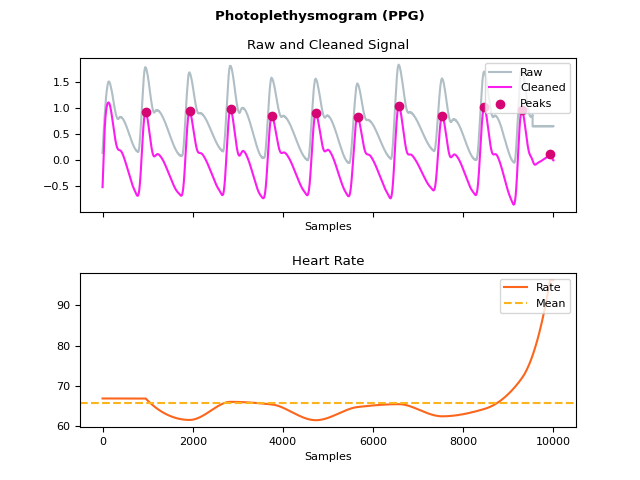 Photoplethysmogram (PPG)
Raw and Cleaned Signal
1.5
1.0
0.5
0.0
−0.5
Raw
Cleaned
Peaks
Samples
Heart Rate
90
80
70
60
Rate
Mean
0 2000 4000 6000 8000 10000
Samples